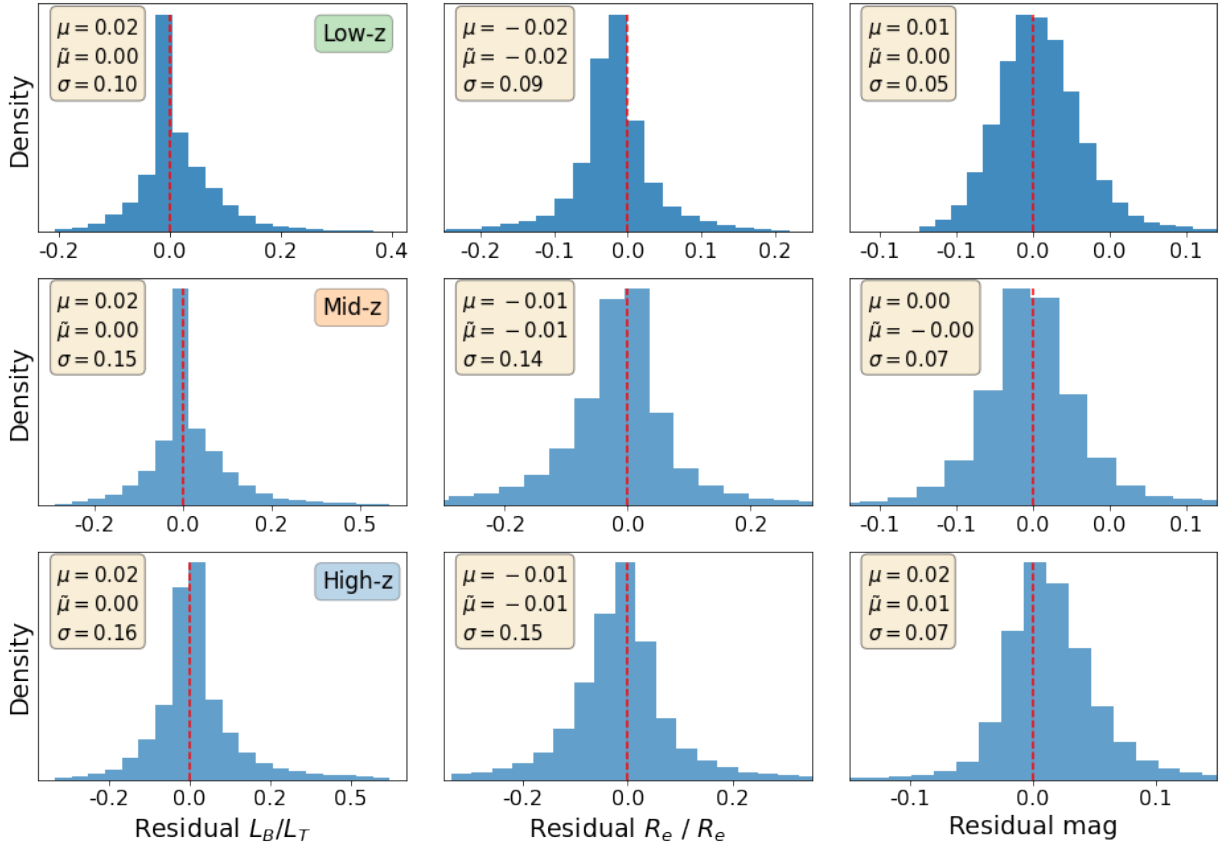 μ = 0.02
μ̃ = 0.00
σ = 0.10
Low-z
μ = − 0.02
μ̃ = − 0.02
σ = 0.09
μ = 0.01
μ̃ = 0.00
σ = 0.05
Density
-0.2 0.0 0.2 0.4
-0.2 -0.1 0.0 0.1 0.2
-0.1 -0.1 0.0 0.0 0.1
μ = 0.02
μ̃ = 0.00
σ = 0.15
Mid-z
μ = − 0.01
μ̃ = − 0.01
σ = 0.14
μ = 0.00
μ̃ = − 0.00
σ = 0.07
Density
-0.2 0.0 0.2 0.5
-0.2 0.0 0.2
-0.1 -0.1 0.0 0.0 0.1
μ = 0.02
μ̃ = 0.00
σ = 0.16
High-z
μ = − 0.01
μ̃ = − 0.01
σ = 0.15
μ = 0.02
μ̃ = 0.01
σ = 0.07
Density
-0.2 0.0 0.2 0.5
-0.2 0.0 0.2
-0.1 0.0 0.1
Residual L_B/L_T
Residual R_e / R_e
Residual mag